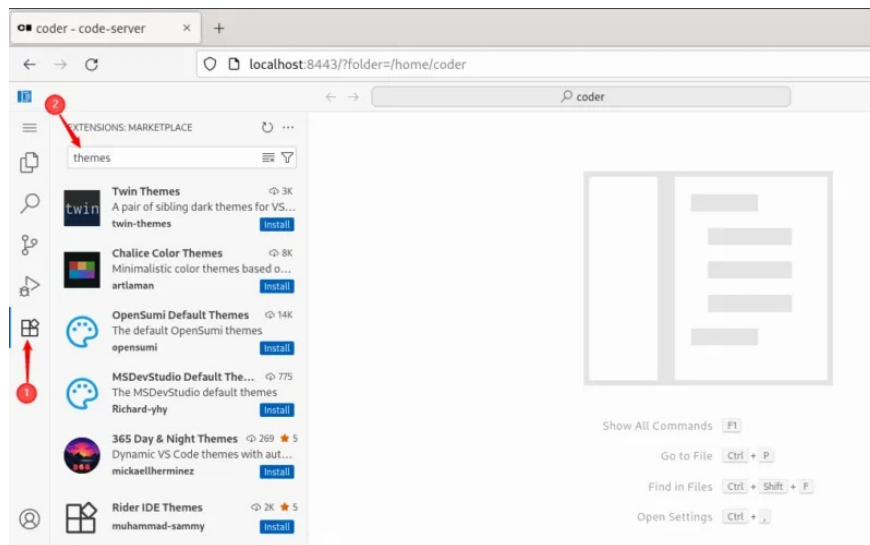 coder - code-server
localhost:8443/?folder=/home/coder
coder
2
EXTENSIONS: MARKETPLACE
themes
twin
Twin Themes 3K
A pair of sibling dark themes for VS...
twin-themes Install
Chalice Color Themes 8K
Minimalistic color themes based o...
artlaman Install
OpenSumi Default Themes 14K
The default OpenSumi themes
opensumi Install
MSDevStudio Default The... 775
The MSDevStudio default themes
Richard-yhy Install
1
365 Day & Night Themes 269 ★ 5
Dynamic VS Code themes with aut...
365
mickaellherminez Install
Rider IDE Themes 2K ★ 5
muhammad-sammy Install
Show All Commands F1
Go to File Ctrl + P
Find in Files Ctrl + Shift + F
Open Settings Ctrl + ,